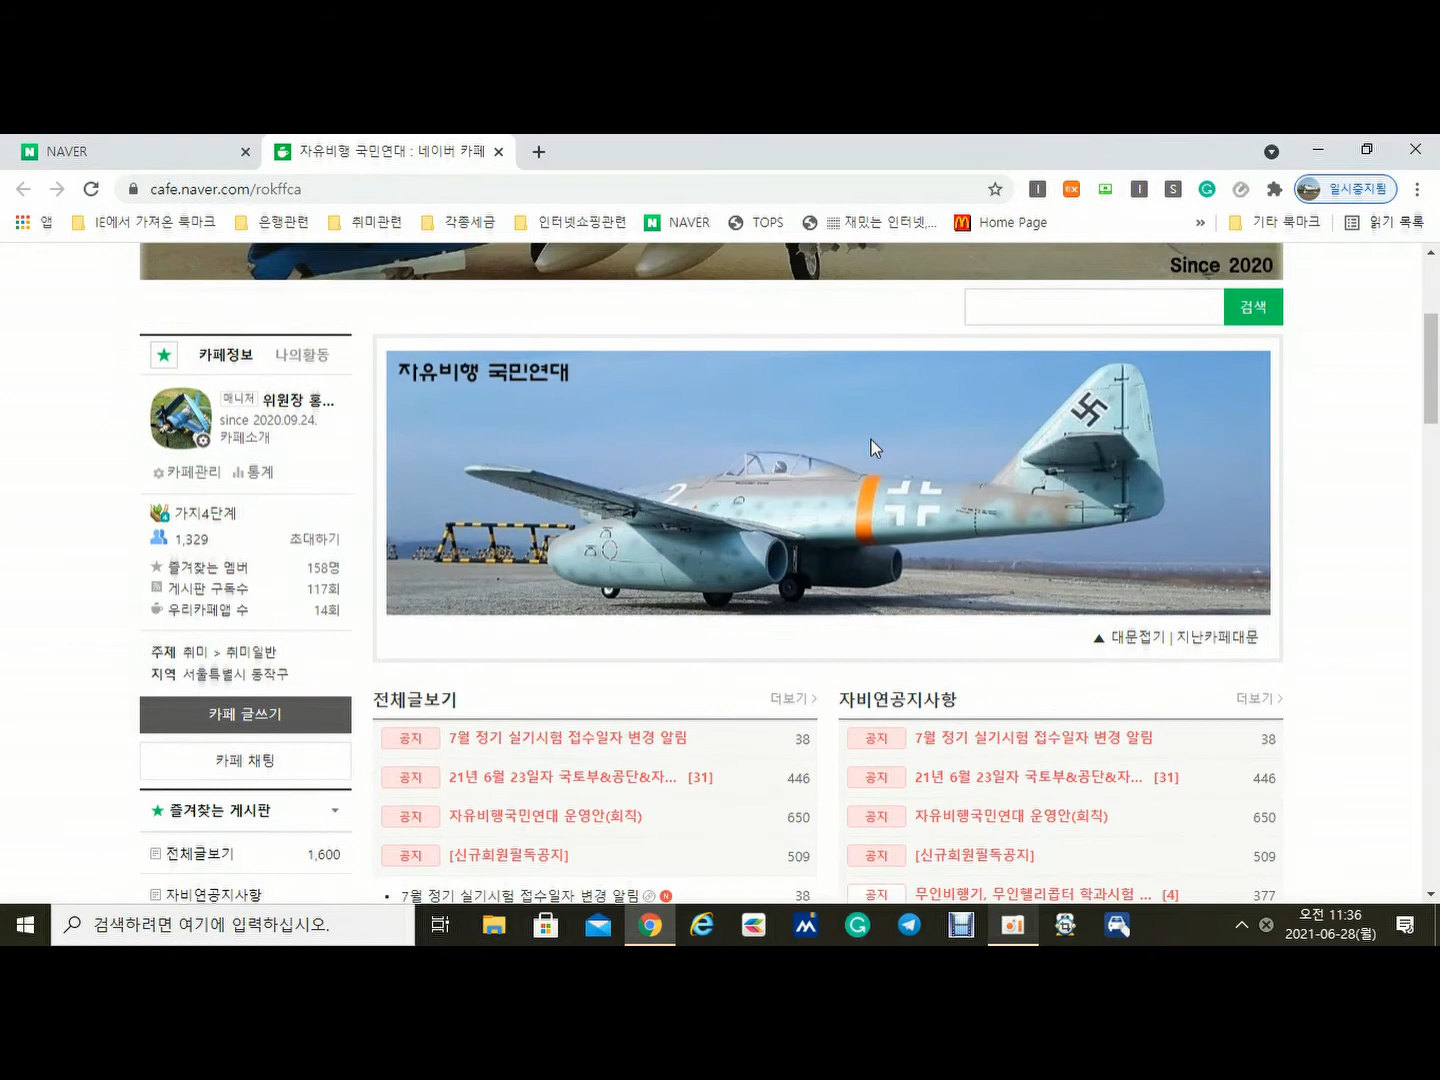 NAVER
자유비행 국민연대 : 네이버 카페
cafe.naver.com/rokffca
일시중지됨
앱
IE에서 가져온 북마크
은행관련
취미관련
각종세금
인터넷쇼핑관련
NAVER
TOPS
재밌는 인터넷,...
Home Page
»
기타 북마크
읽기 목록
Since 2020
검색
카페정보 나의활동
자유비행 국민연대
매니저 위원장 홍...
since 2020.09.24.
카페소개
카페관리 통계
가지4단계
1,329 초대하기
즐겨찾는 멤버 158명
게시판 구독수 117회
우리카페앱 수 14회
▲ 대문접기 | 지난카페대문
주제 취미 > 취미일반
지역 서울특별시 동작구
카페 글쓰기
카페 채팅
즐겨찾는 게시판
전체글보기 1,600
자비연공지사항
전체글보기 더보기 >
공지 7월 정기 실기시험 접수일자 변경 알림 38
공지 21년 6월 23일자 국토부&공단&자... [31] 446
공지 자유비행국민연대 운영안(회칙) 650
공지 [신규회원필독공지] 509
7월 정기 실기시험 접수일자 변경 알림 N 38
자비연공지사항 더보기 >
공지 7월 정기 실기시험 접수일자 변경 알림 38
공지 21년 6월 23일자 국토부&공단&자... [31] 446
공지 자유비행국민연대 운영안(회칙) 650
공지 [신규회원필독공지] 509
공지 무인비행기, 무인헬리콥터 학과시험 ... [4] 377
검색하려면 여기에 입력하십시오.
오전 11:36
2021-06-28(월)